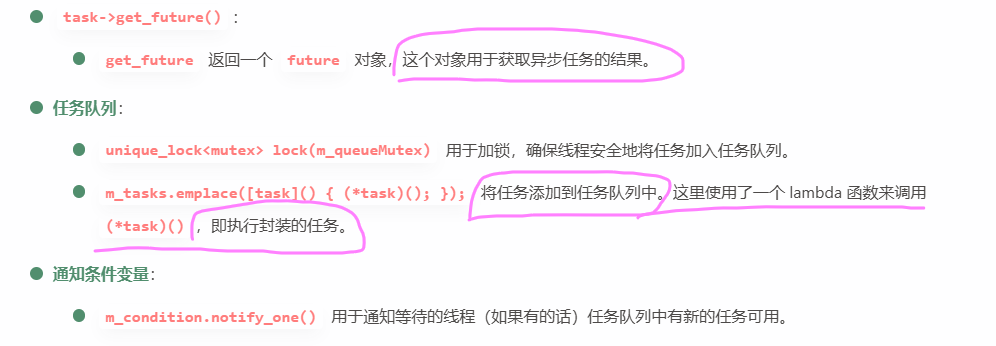 task->get_future() :
get_future 返回一个 future 对象，这个对象用于获取异步任务的结果。
任务队列：
unique_lock<mutex> lock(m_queueMutex) 用于加锁，确保线程安全地将任务加入任务队列。
m_tasks.emplace([task]() { (*task)(); }); 将任务添加到任务队列中。这里使用了一个 lambda 函数来调用
(*task)() ，即执行封装的任务。
通知条件变量：
m_condition.notify_one() 用于通知等待的线程（如果有的话）任务队列中有新的任务可用。